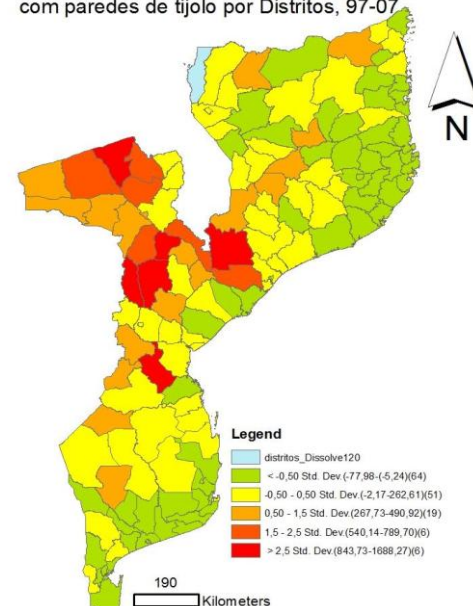 com paredes de tijolo por Distritos, 97-07
N
Legend
distritos_Dissolve120
< -0,50 Std. Dev.(-77,98-(-5,24)(64)
-0,50 - 0,50 Std. Dev.(-2,17-262,61)(51)
0,50 - 1,5 Std. Dev.(267,73-490,92)(19)
1,5 - 2,5 Std. Dev.(540,14-789,70)(6)
> 2,5 Std. Dev.(843,73-1688,27)(6)
190
Kilometers